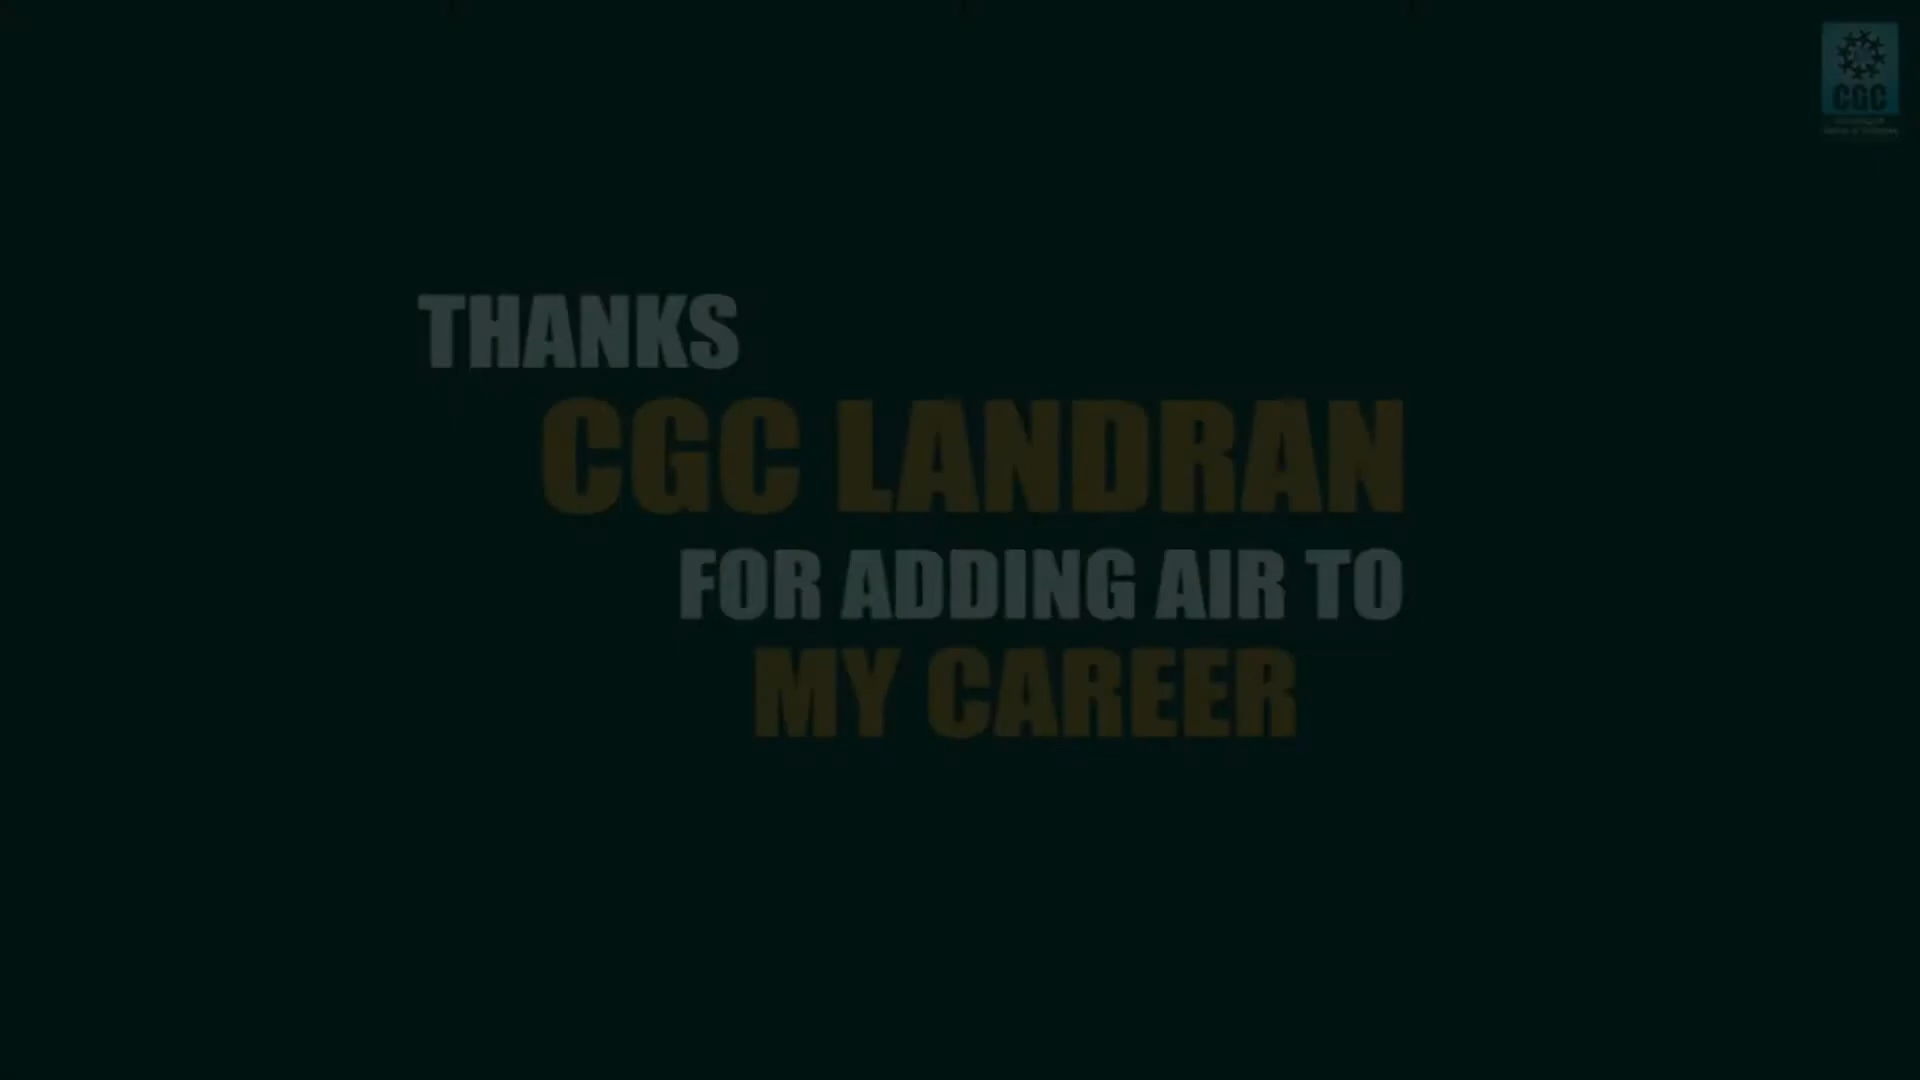 CGC
THANKS
CGC LANDRAN
FOR ADDING AIR TO
MY CAREER